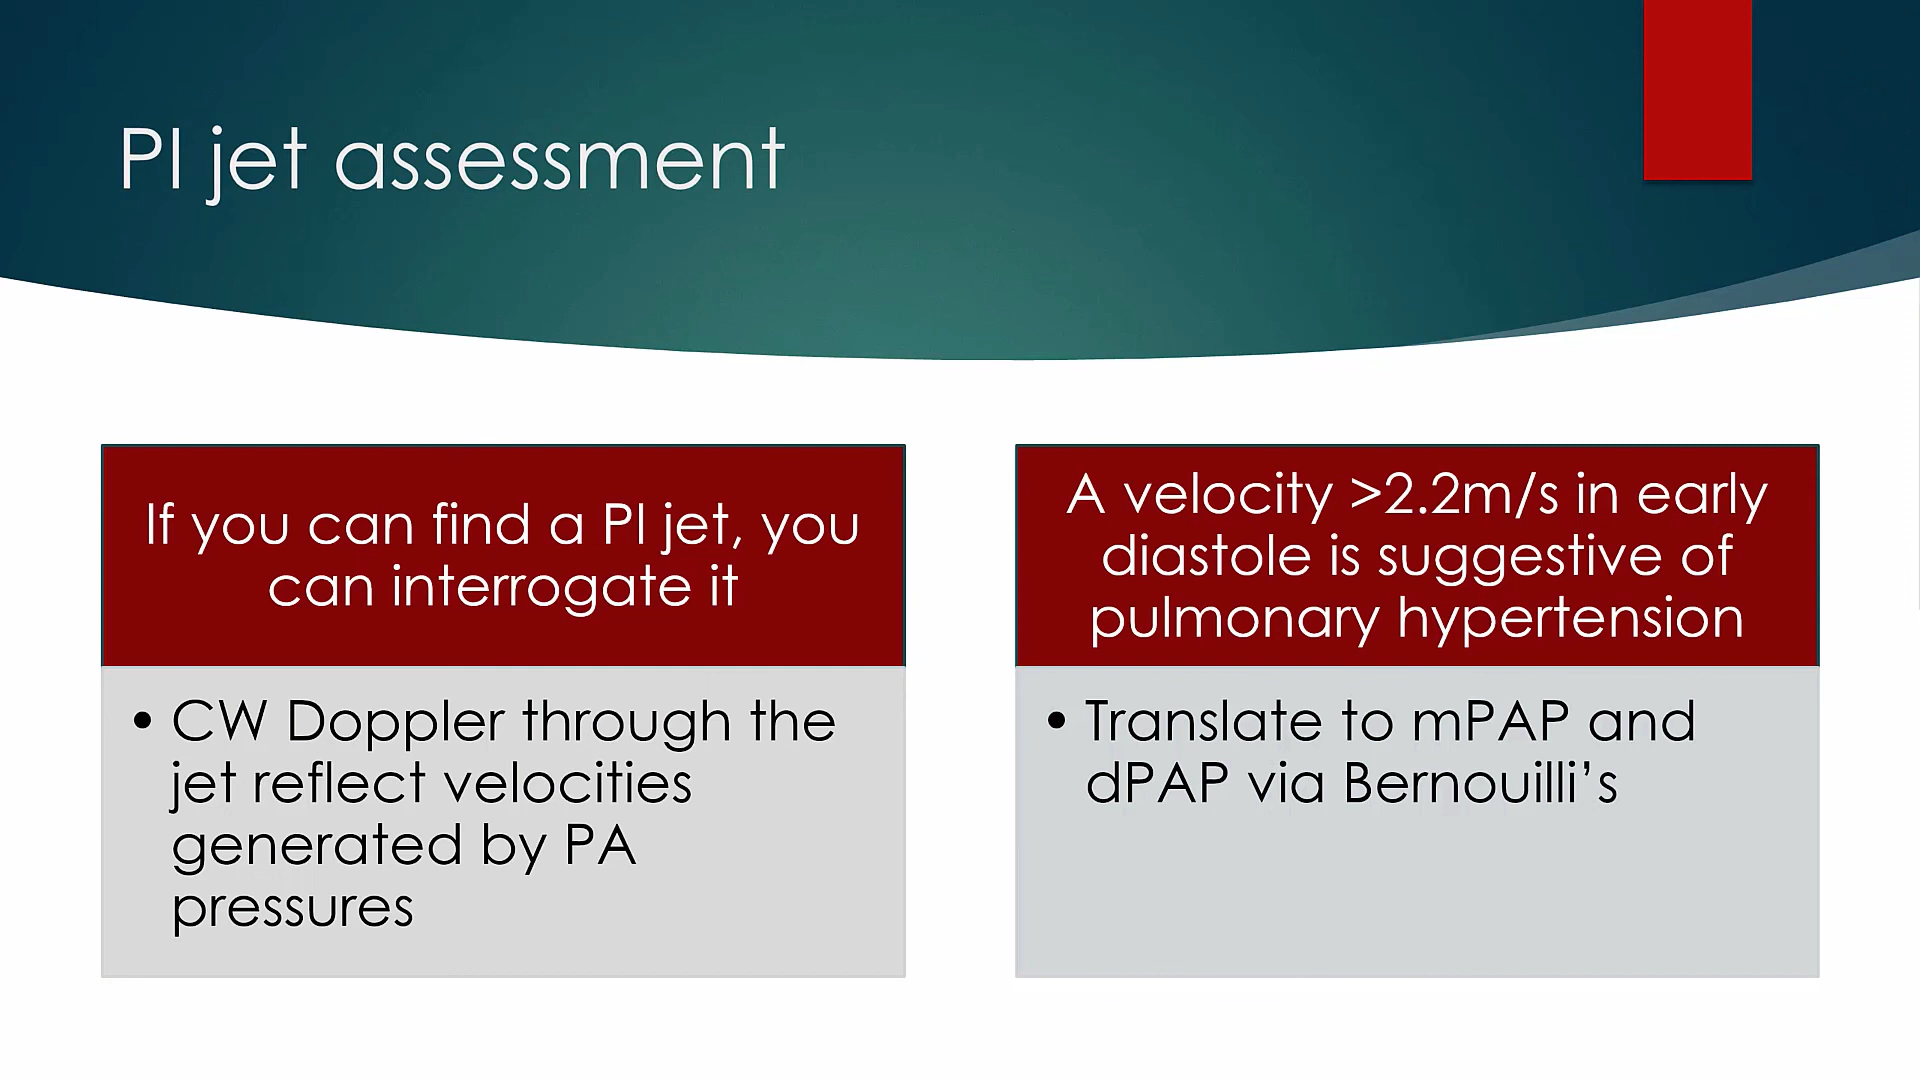 PI jet assessment
If you can find a PI jet, you
can interrogate it
• CW Doppler through the
jet reflect velocities
generated by PA
pressures
A velocity >2.2m/s in early
diastole is suggestive of
pulmonary hypertension
• Translate to mPAP and
dPAP via Bernouilli’s